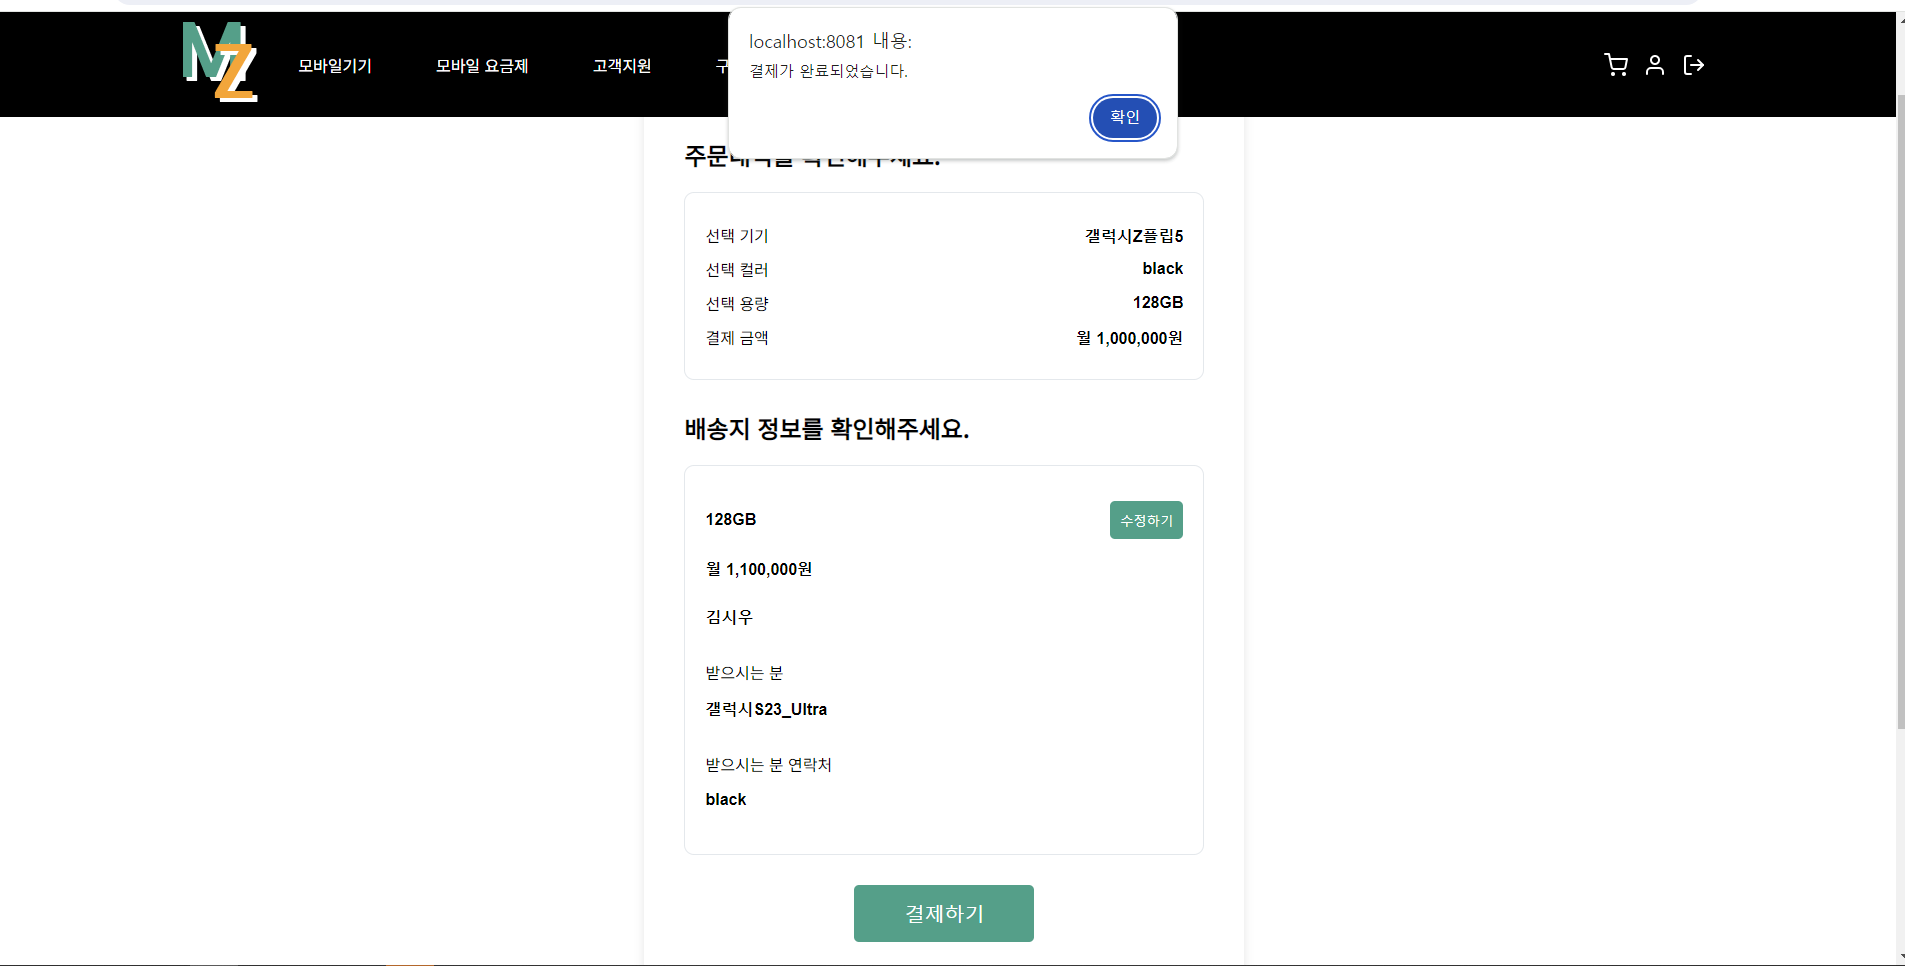 MZ
모바일기기 모바일 요금제 고객지원 구
localhost:8081 내용:
결제가 완료되었습니다.
확인
선택 기기 갤럭시Z플립5
선택 컬러 black
선택 용량 128GB
결제 금액 월 1,000,000원
배송지 정보를 확인해주세요.
128GB 수정하기
월 1,100,000원
김시우
받으시는 분
갤럭시S23_Ultra
받으시는 분 연락처
black
결제하기